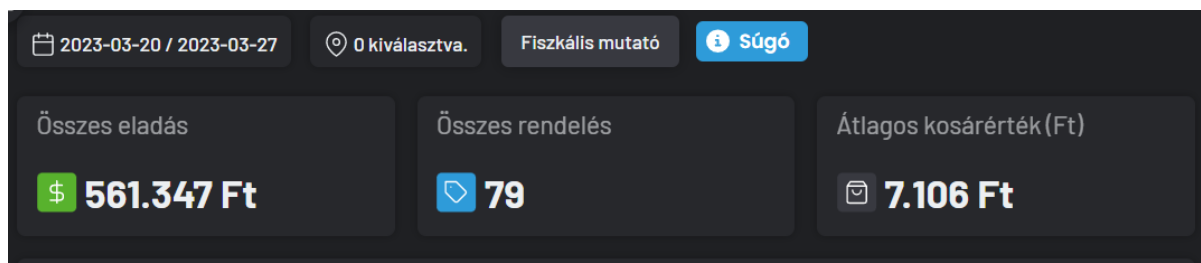 2023-03-20 / 2023-03-27 0 kiválasztva. Fiszkális mutató Súgó
Összes eladás Összes rendelés Átlagos kosárérték (Ft)
561.347 Ft 79 7.106 Ft